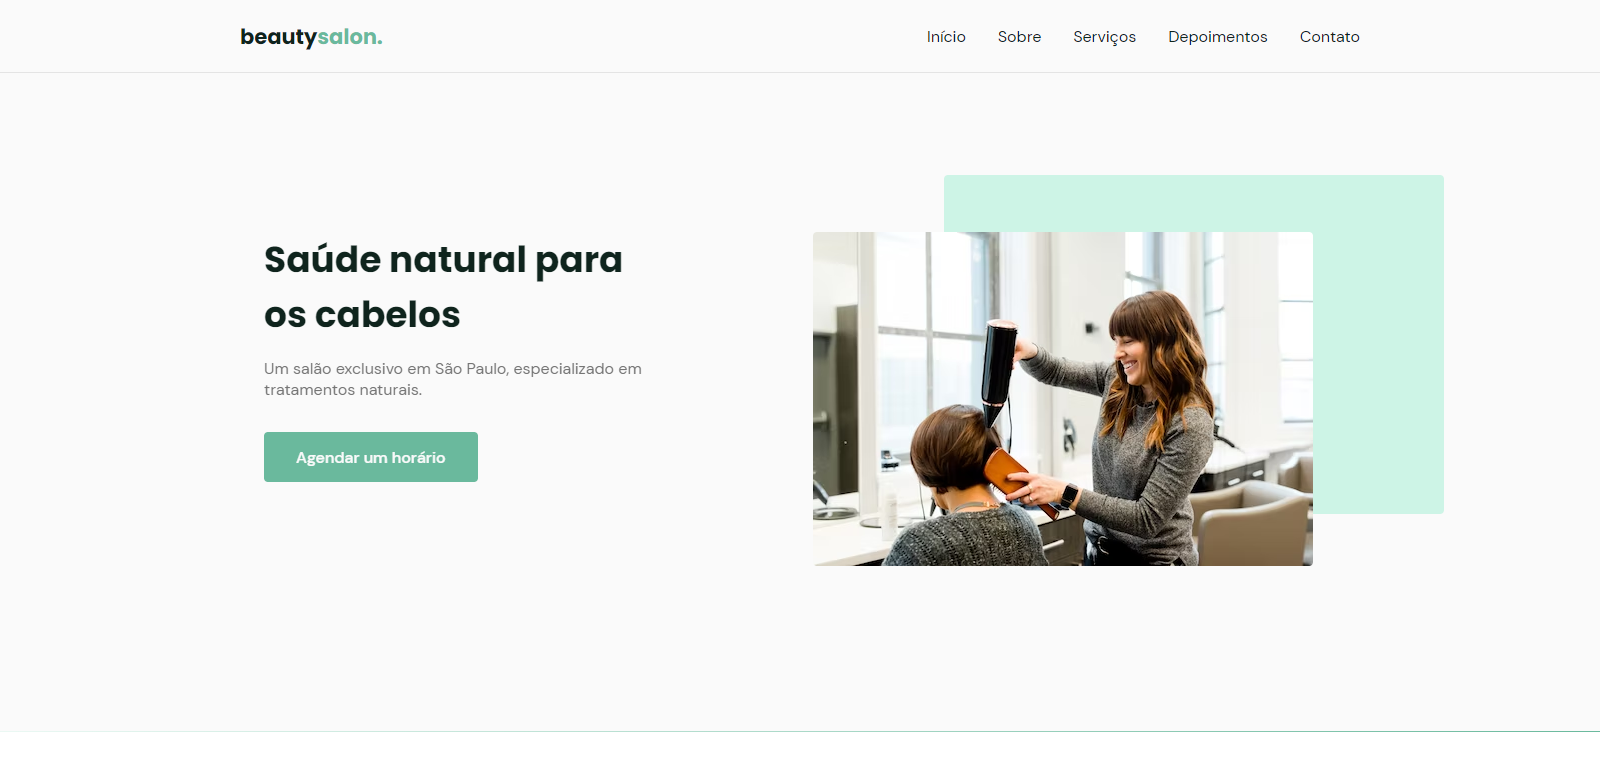 beautysalon.
Início Sobre Serviços Depoimentos Contato
Saúde natural para
os cabelos
Um salão exclusivo em São Paulo, especializado em
tratamentos naturais.
Agendar um horário